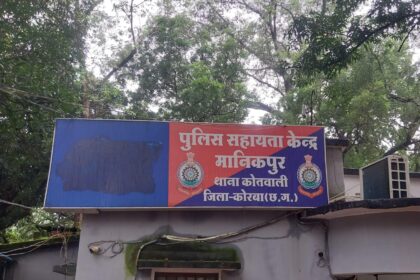 पुलिस सहायता केन्द्र
मानिकपुर
थाना कोतवाली
जिला-कोरबा(छ.ग.)